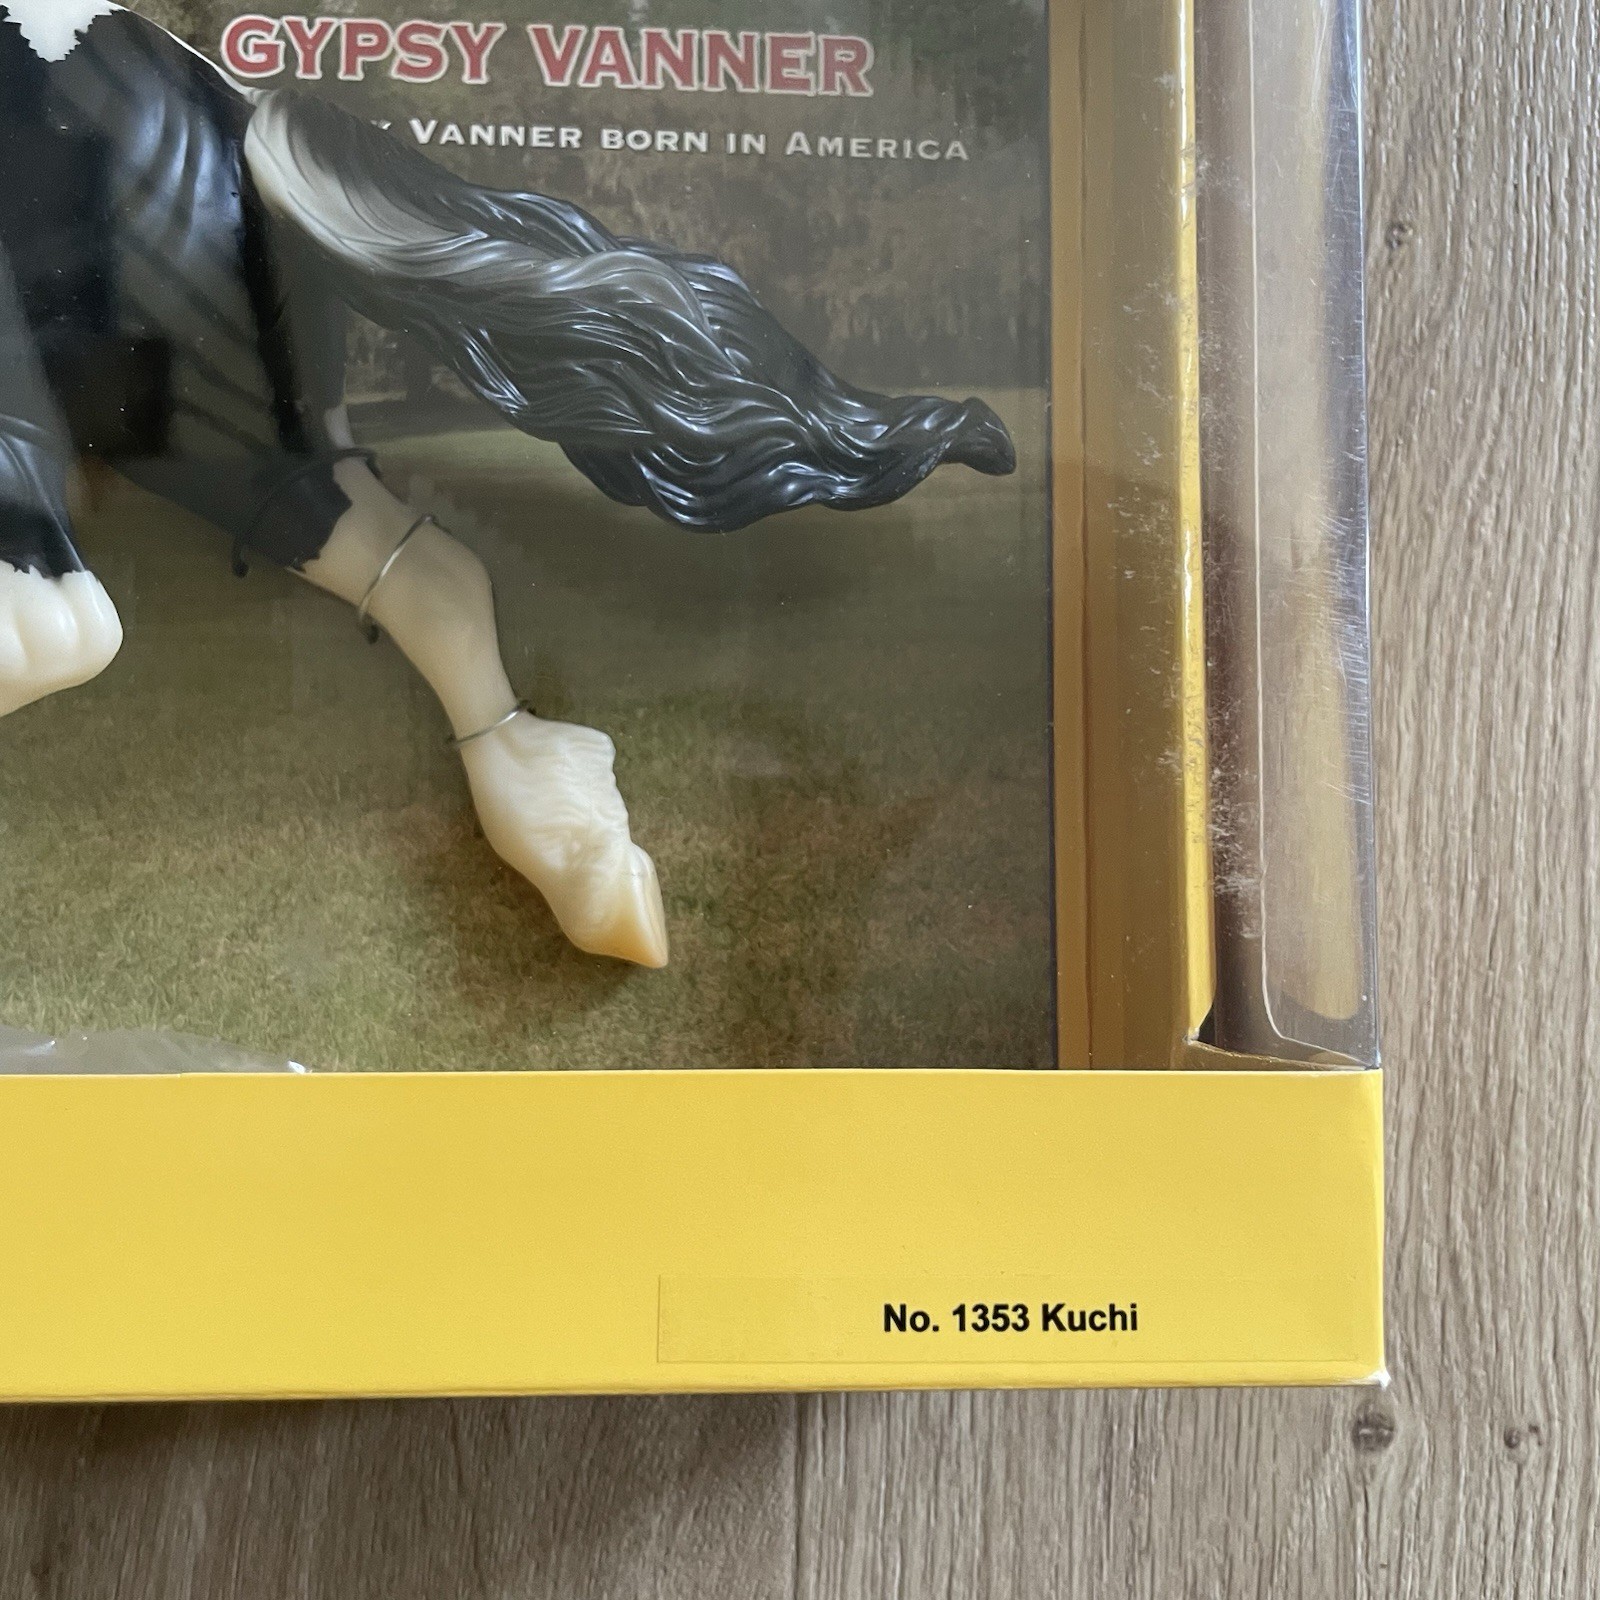 GYPSY VANNER
VANNER BORN IN AMERICA
No. 1353 Kuchi